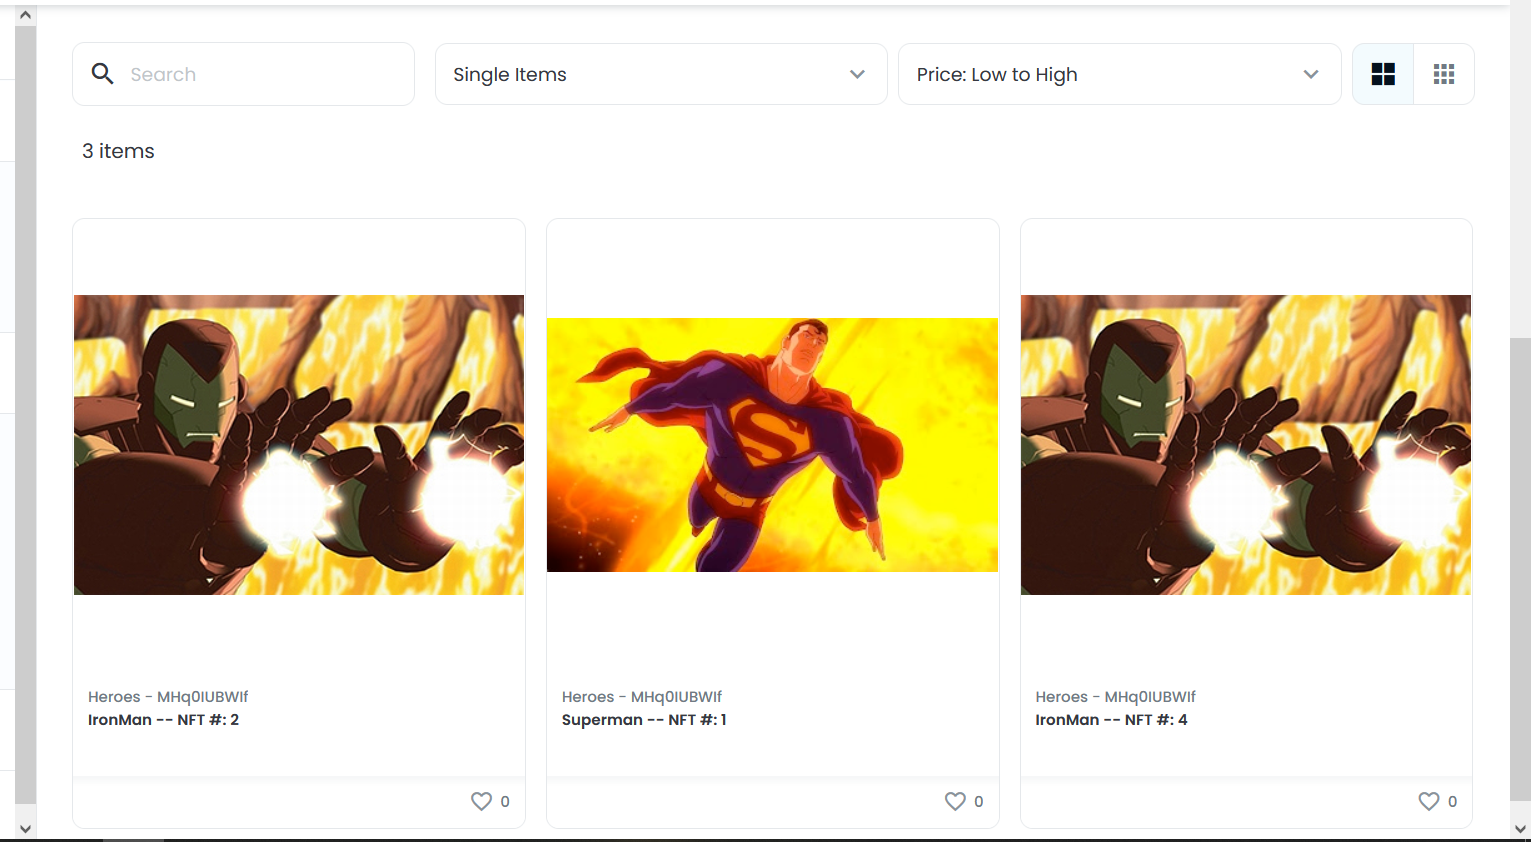 Search
Single Items
Price: Low to High
3 items
Heroes - MHq0IUBWIf
IronMan -- NFT #: 2
0
Heroes - MHq0IUBWIf
Superman -- NFT #: 1
0
Heroes - MHq0IUBWIf
IronMan -- NFT #: 4
0